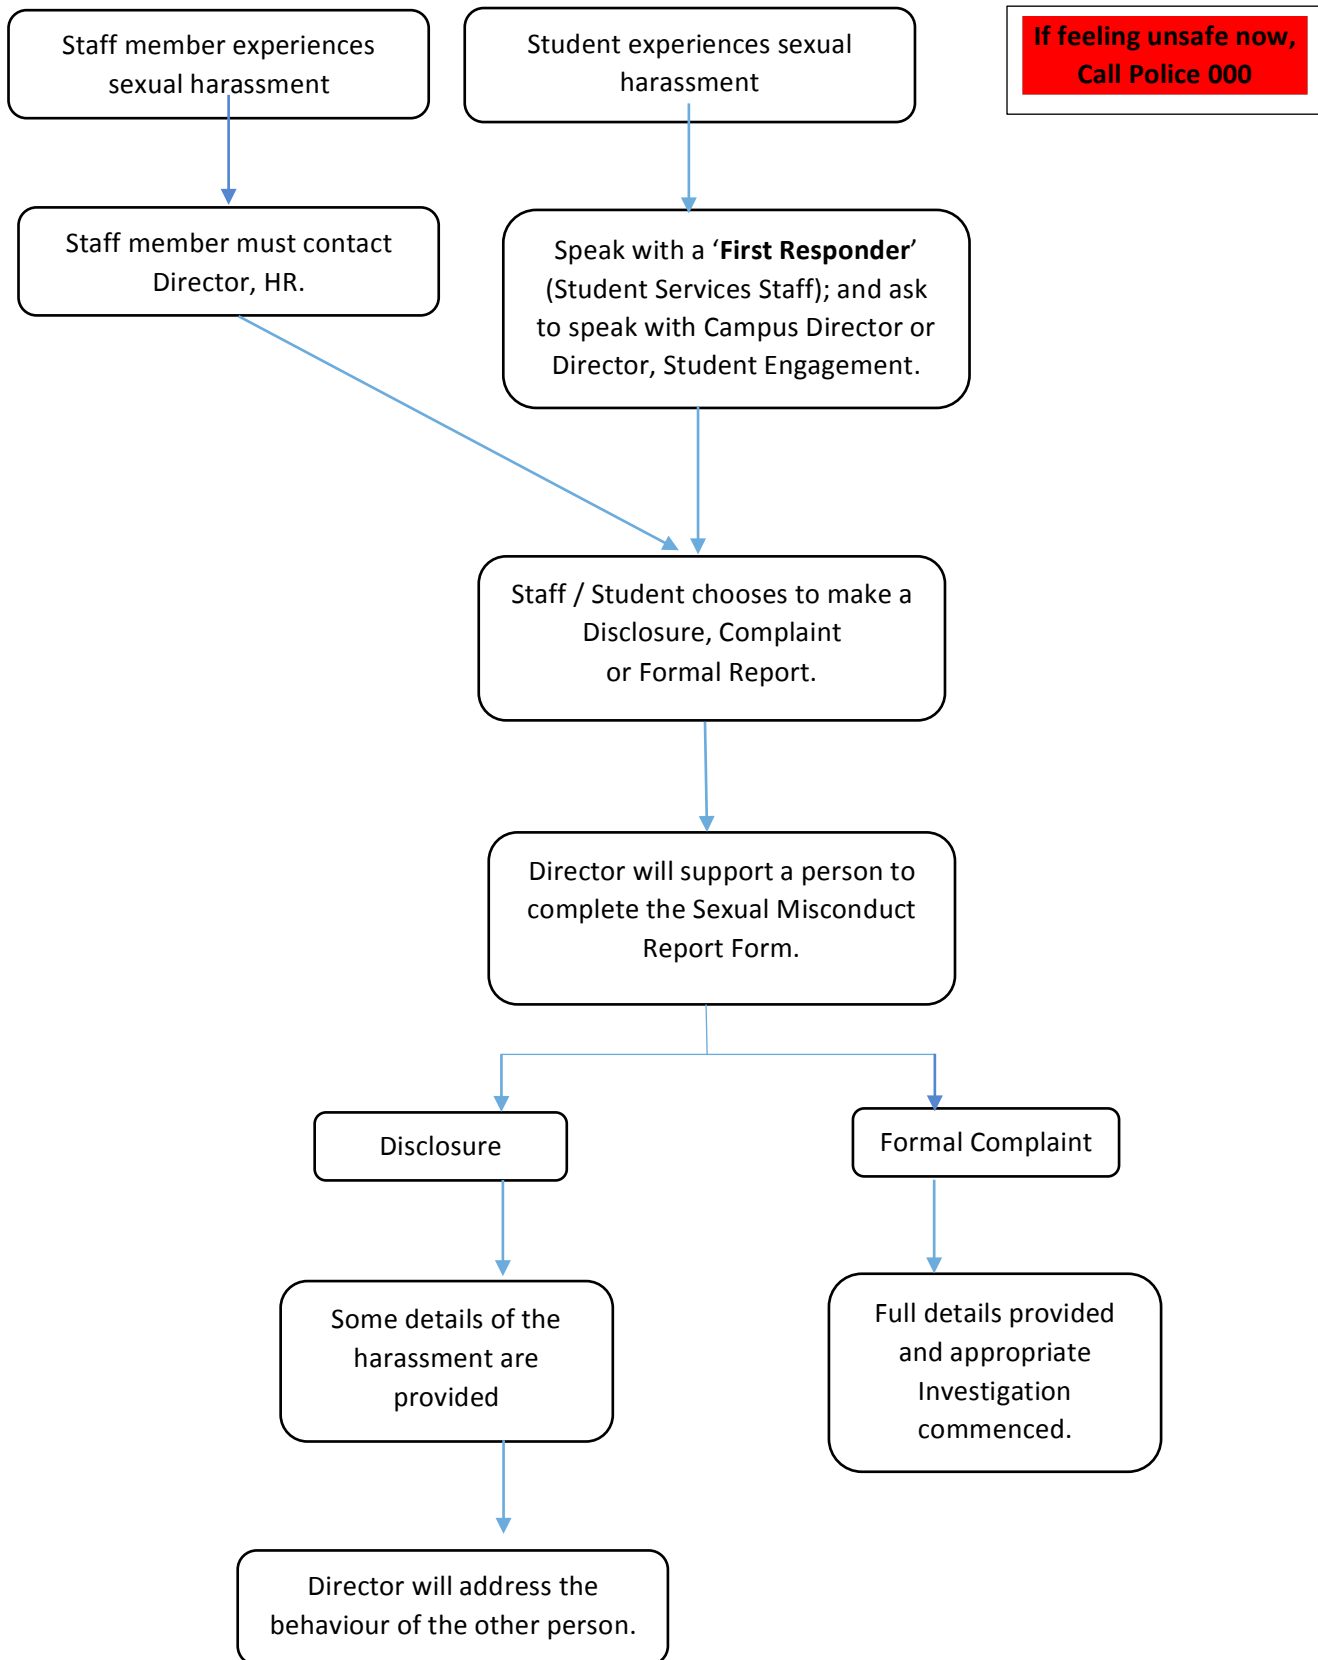 Staff member experiences
sexual harassment
Student experiences sexual
harassment
If feeling unsafe now,
Call Police 000
Staff member must contact
Director, HR.
Speak with a ‘First Responder’
(Student Services Staff); and ask
to speak with Campus Director or
Director, Student Engagement.
Staff / Student chooses to make a
Disclosure, Complaint
or Formal Report.
Director will support a person to
complete the Sexual Misconduct
Report Form.
Disclosure
Formal Complaint
Some details of the
harassment are
provided
Full details provided
and appropriate
Investigation
commenced.
Director will address the
behaviour of the other person.